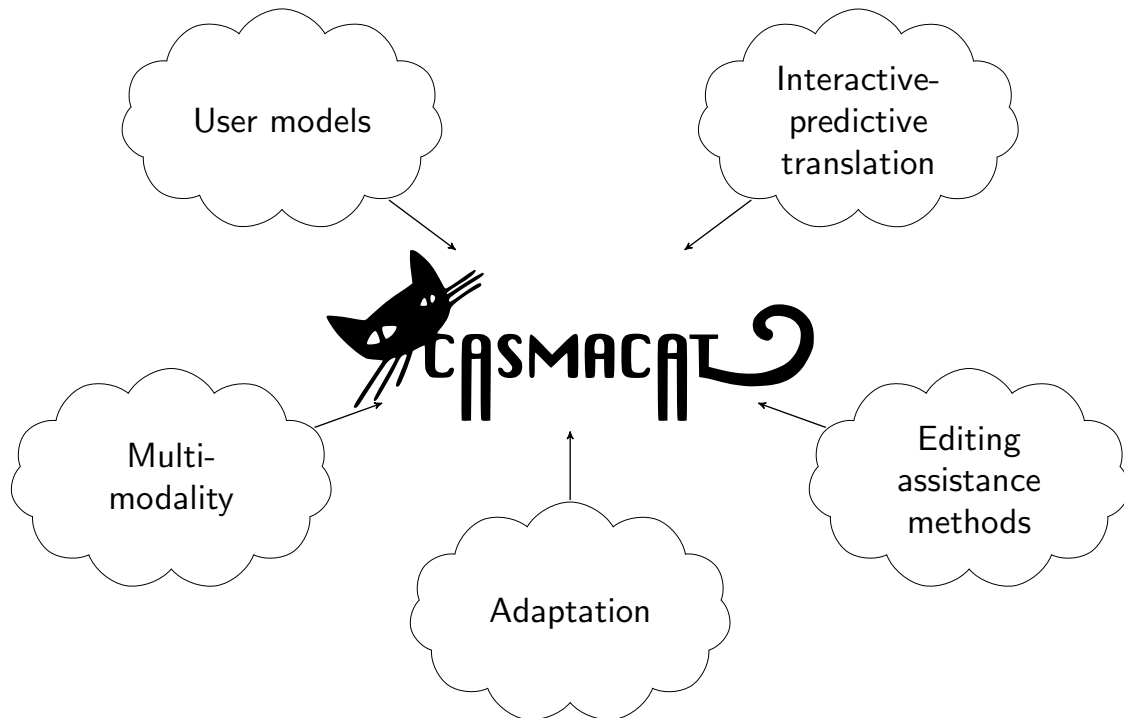 User models
Interactive-
predictive
translation
CASMACAT
Multi-
modality
Editing
assistance
methods
Adaptation